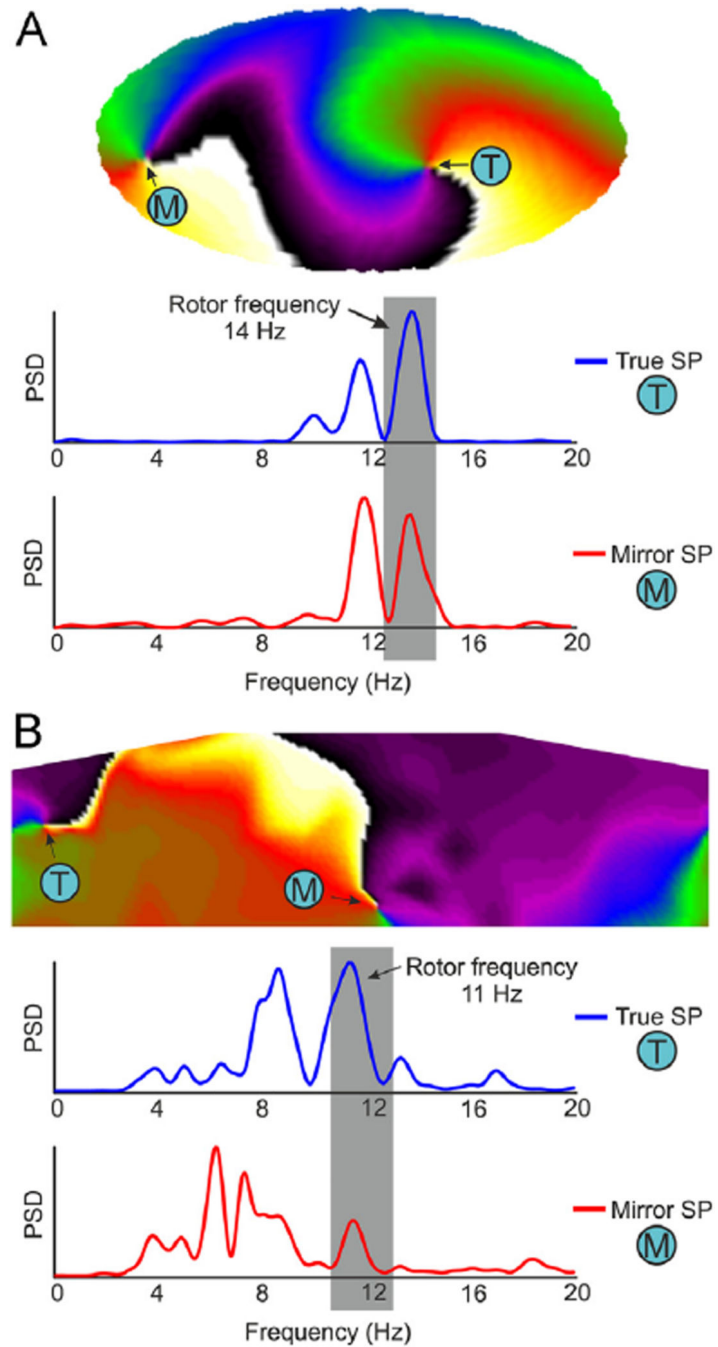 A
M
T
Rotor frequency
14 Hz
PSD
True SP
T
0 4 8 12 16 20
PSD
Mirror SP
M
0 4 8 12 16 20
Frequency (Hz)
B
T
M
Rotor frequency
11 Hz
PSD
True SP
T
0 4 8 12 16 20
PSD
Mirror SP
M
0 4 8 12 16 20
Frequency (Hz)